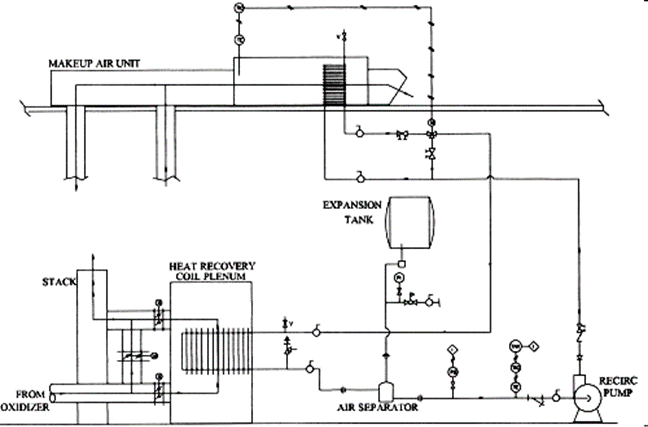 MAKEUP AIR UNIT
V
EXPANSION
TANK
HEAT RECOVERY
COIL PLENUM
STACK
V
FROM
OXIDIZER
AIR SEPARATOR
RECIRC
PUMP